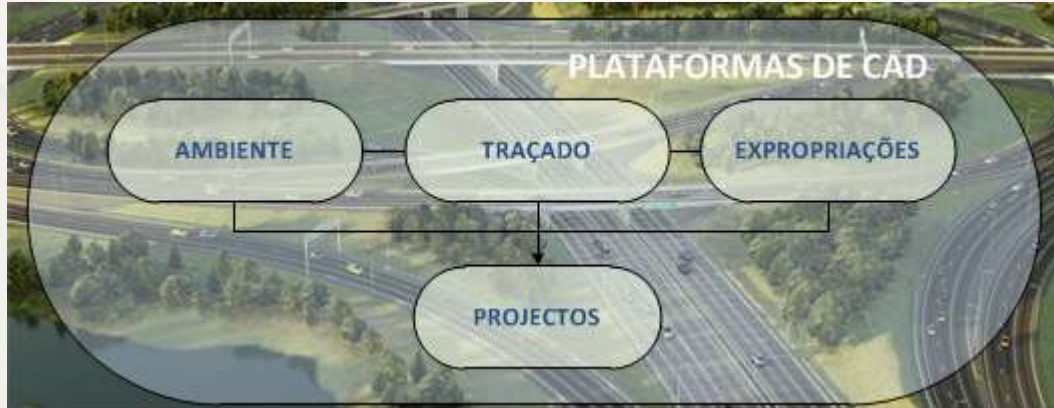 PLATAFORMAS DE CAD
AMBIENTE
TRAÇADO
EXPROPRIAÇÕES
PROJECTOS